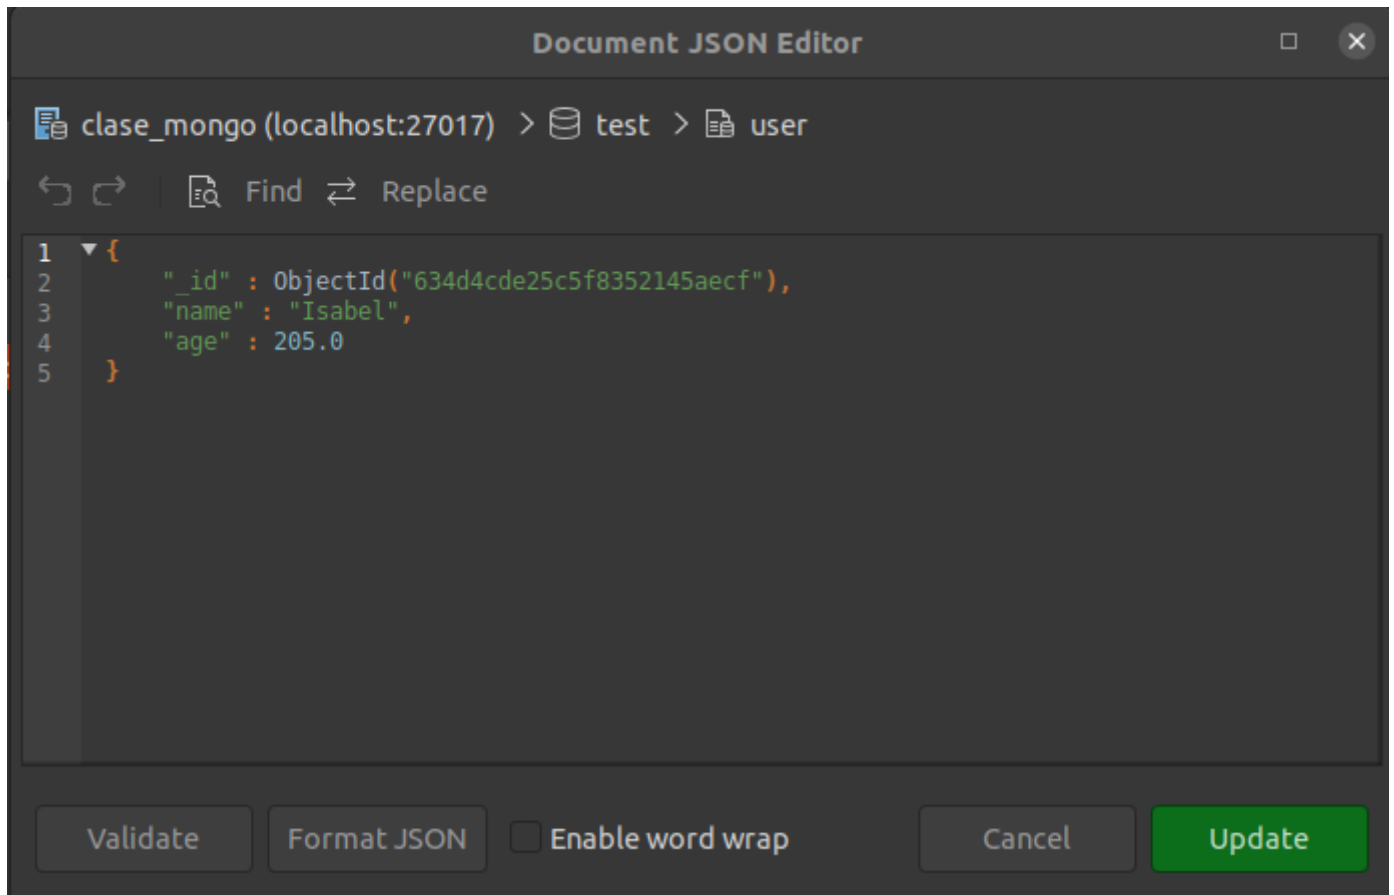 Document JSON Editor
clase_mongo (localhost:27017) > test > user
Find Replace
1 {
2 "_id" : ObjectId("634d4cde25c5f8352145aecf"),
3 "name" : "Isabel",
4 "age" : 205.0
5 }
Validate Format JSON Enable word wrap Cancel Update